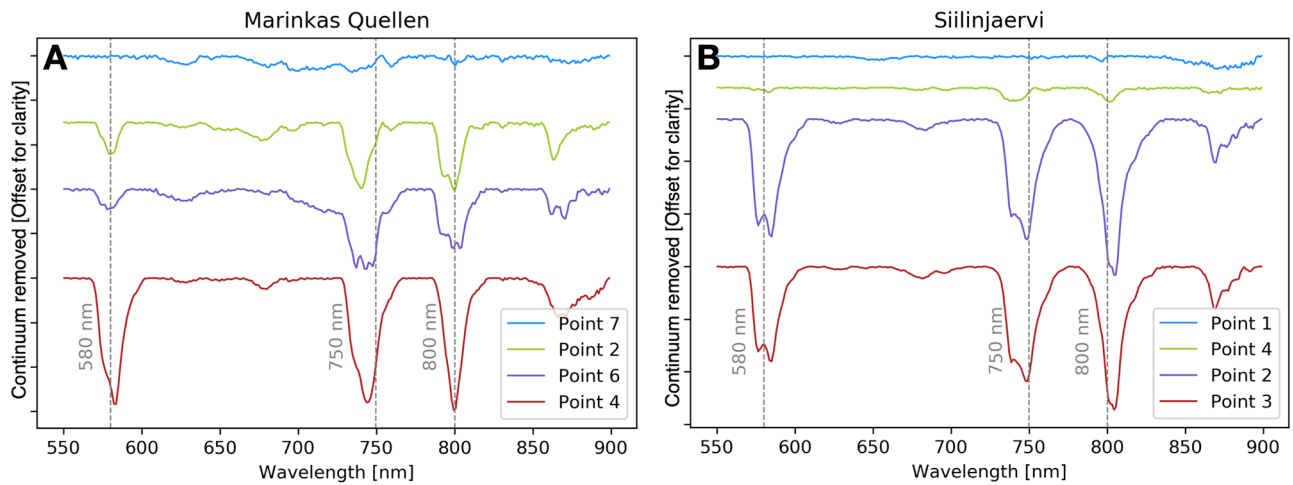 Marinkas Quellen
A
Continuum removed [Offset for clarity]
580 nm
750 nm
800 nm
Point 7
Point 2
Point 6
Point 4
550 600 650 700 750 800 850 900
Wavelength [nm]
Siilinjaervi
B
Continuum removed [Offset for clarity]
580 nm
750 nm
800 nm
Point 1
Point 4
Point 2
Point 3
550 600 650 700 750 800 850 900
Wavelength [nm]